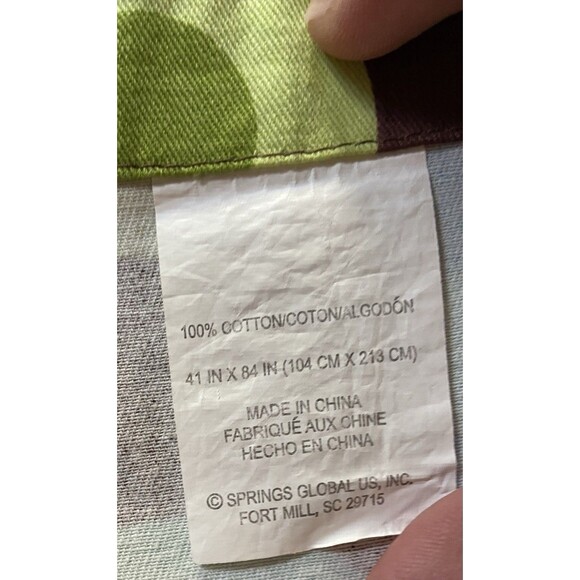 100% COTTON/COTON/ALGODÓN
41 IN X 84 IN (104 CM X 213 CM)
MADE IN CHINA
FABRIQUÉ AUX CHINE
HECHO EN CHINA
© SPRINGS GLOBAL US, INC.
FORT MILL, SC 29715